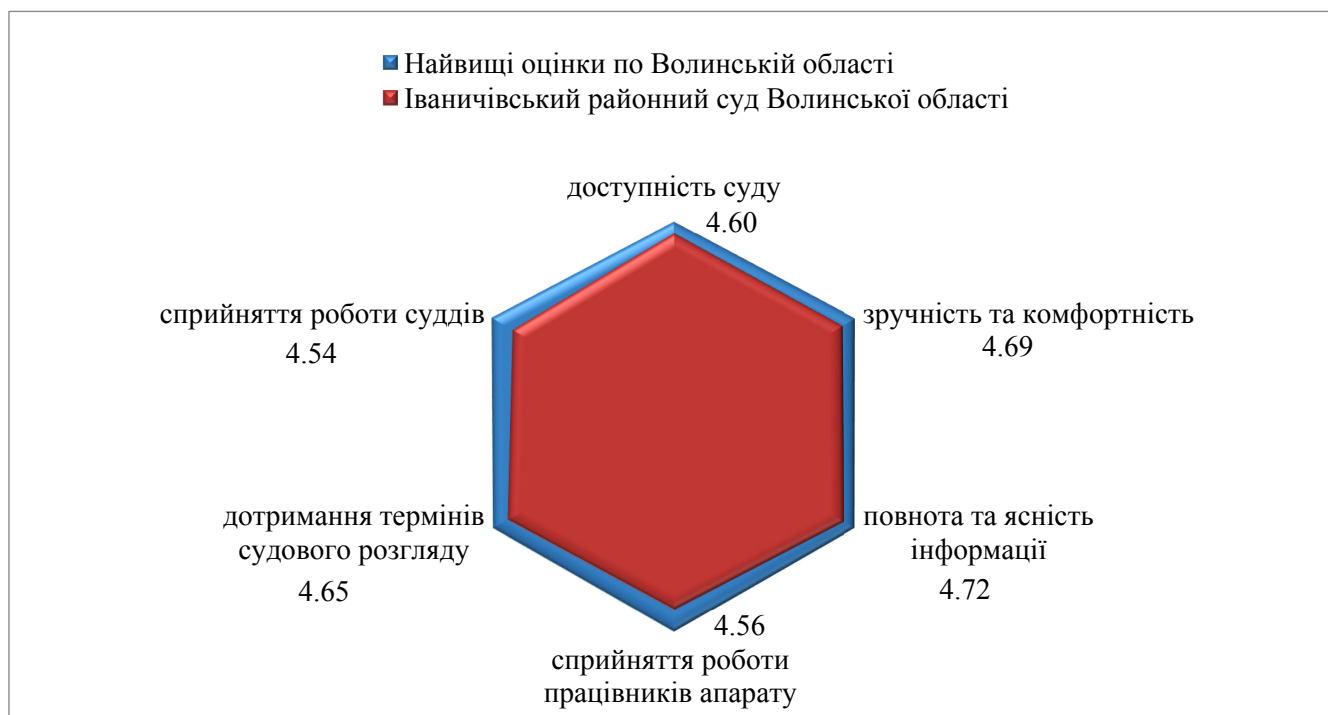 Найвищі оцінки по Волинській області
Іваничівський районний суд Волинської області
доступність суду
4.60
зручність та комфортність
4.69
повнота та ясність
інформації
4.72
4.56
сприйняття роботи
працівників апарату
дотримання термінів
судового розгляду
4.65
сприйняття роботи суддів
4.54